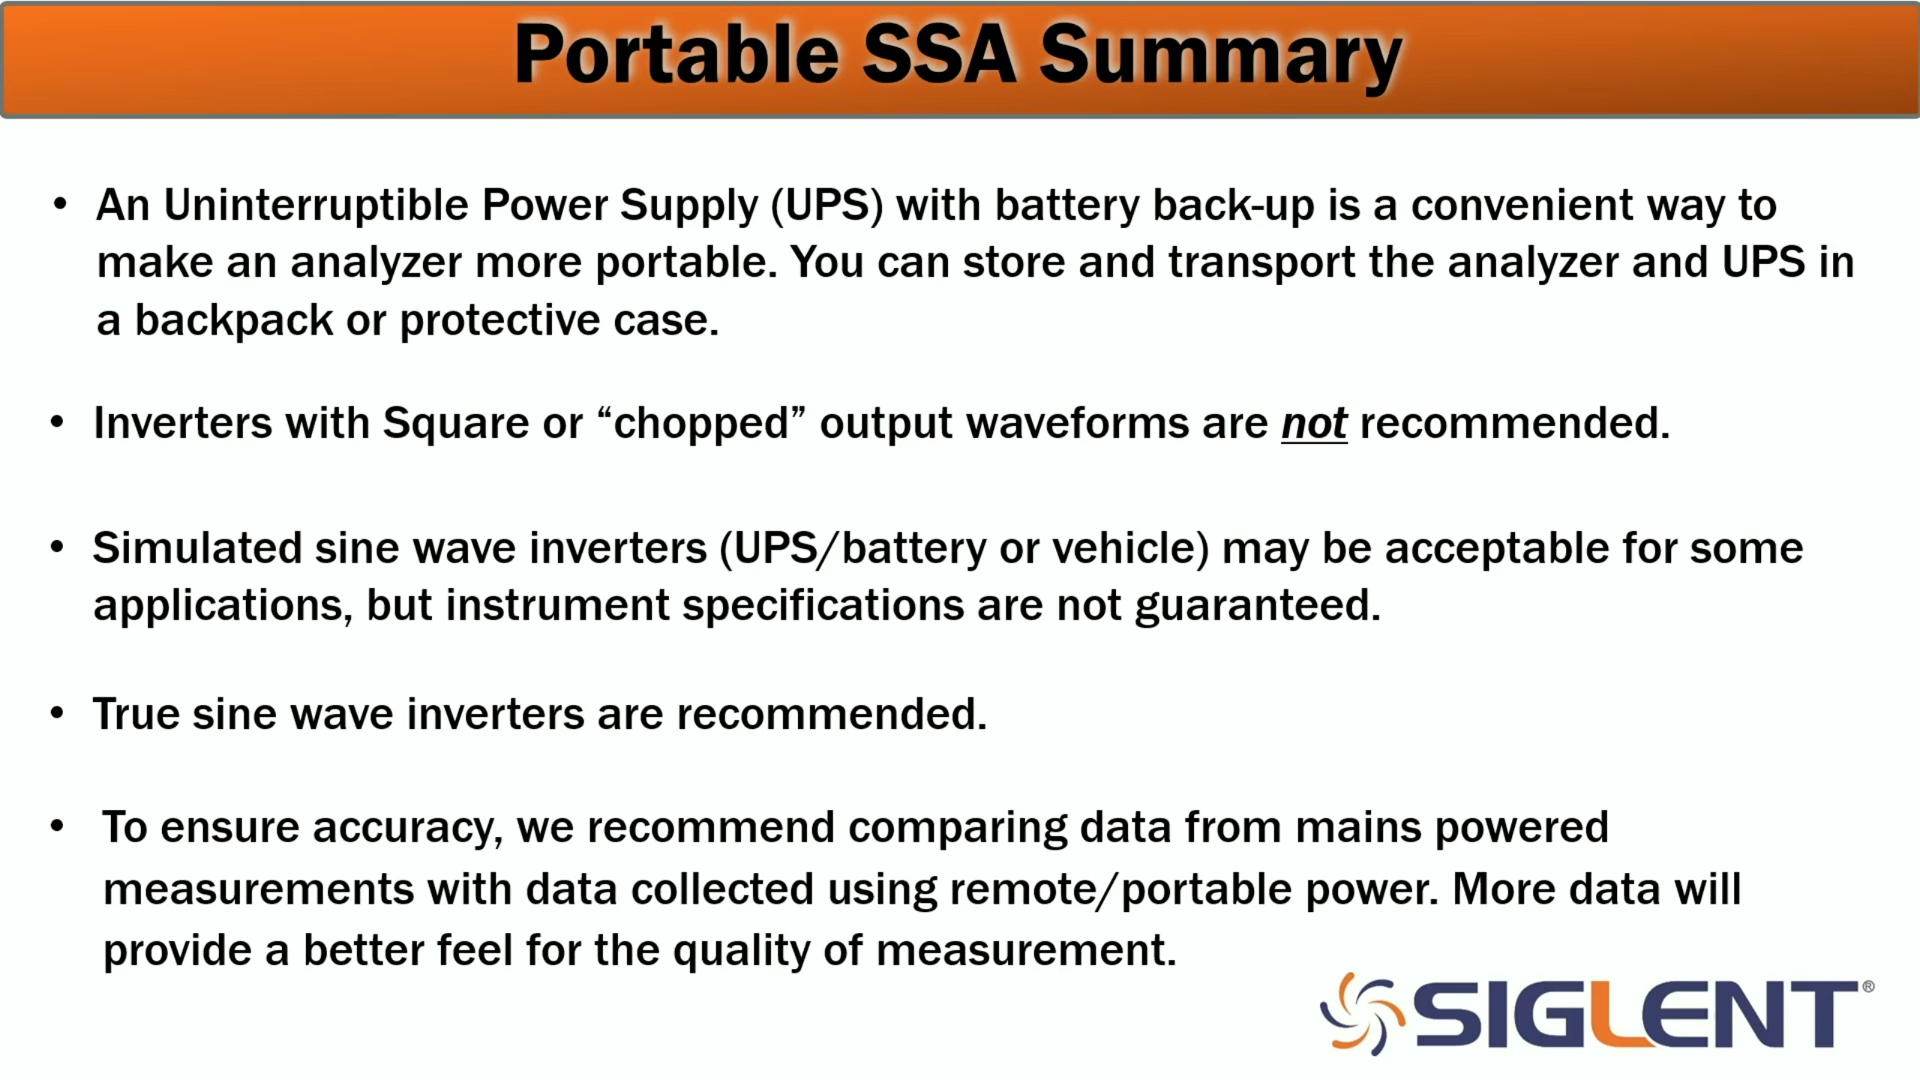 Portable SSA Summary
• An Uninterruptible Power Supply (UPS) with battery back-up is a convenient way to
make an analyzer more portable. You can store and transport the analyzer and UPS in
a backpack or protective case.
• Inverters with Square or “chopped” output waveforms are not recommended.
• Simulated sine wave inverters (UPS/battery or vehicle) may be acceptable for some
applications, but instrument specifications are not guaranteed.
• True sine wave inverters are recommended.
• To ensure accuracy, we recommend comparing data from mains powered
measurements with data collected using remote/portable power. More data will
provide a better feel for the quality of measurement.
SIGLENT®